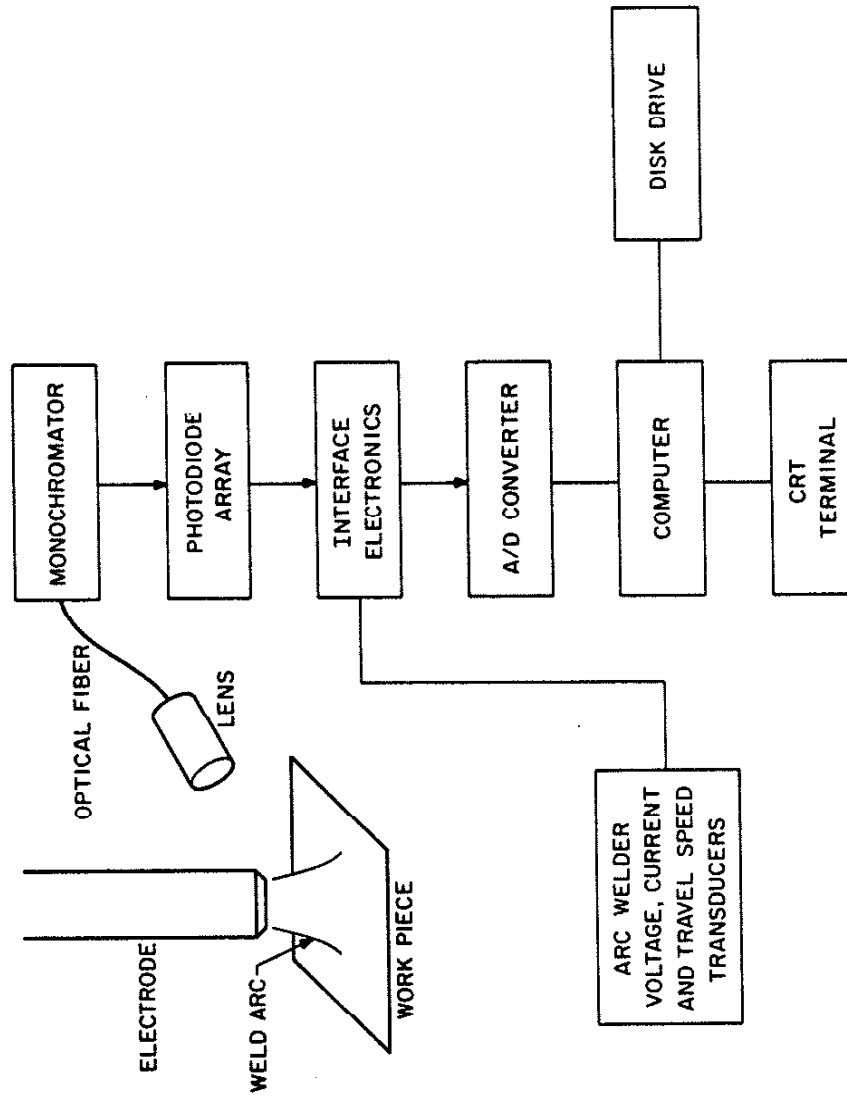 ELECTRODE
WELD ARC
WORK PIECE
OPTICAL FIBER
LENS
MONOCHROMATOR
PHOTODIODE
ARRAY
INTERFACE
ELECTRONICS
A/D CONVERTER
COMPUTER
CRT
TERMINAL
DISK DRIVE
ARC WELDER
VOLTAGE, CURRENT
AND TRAVEL SPEED
TRANSDUCERS